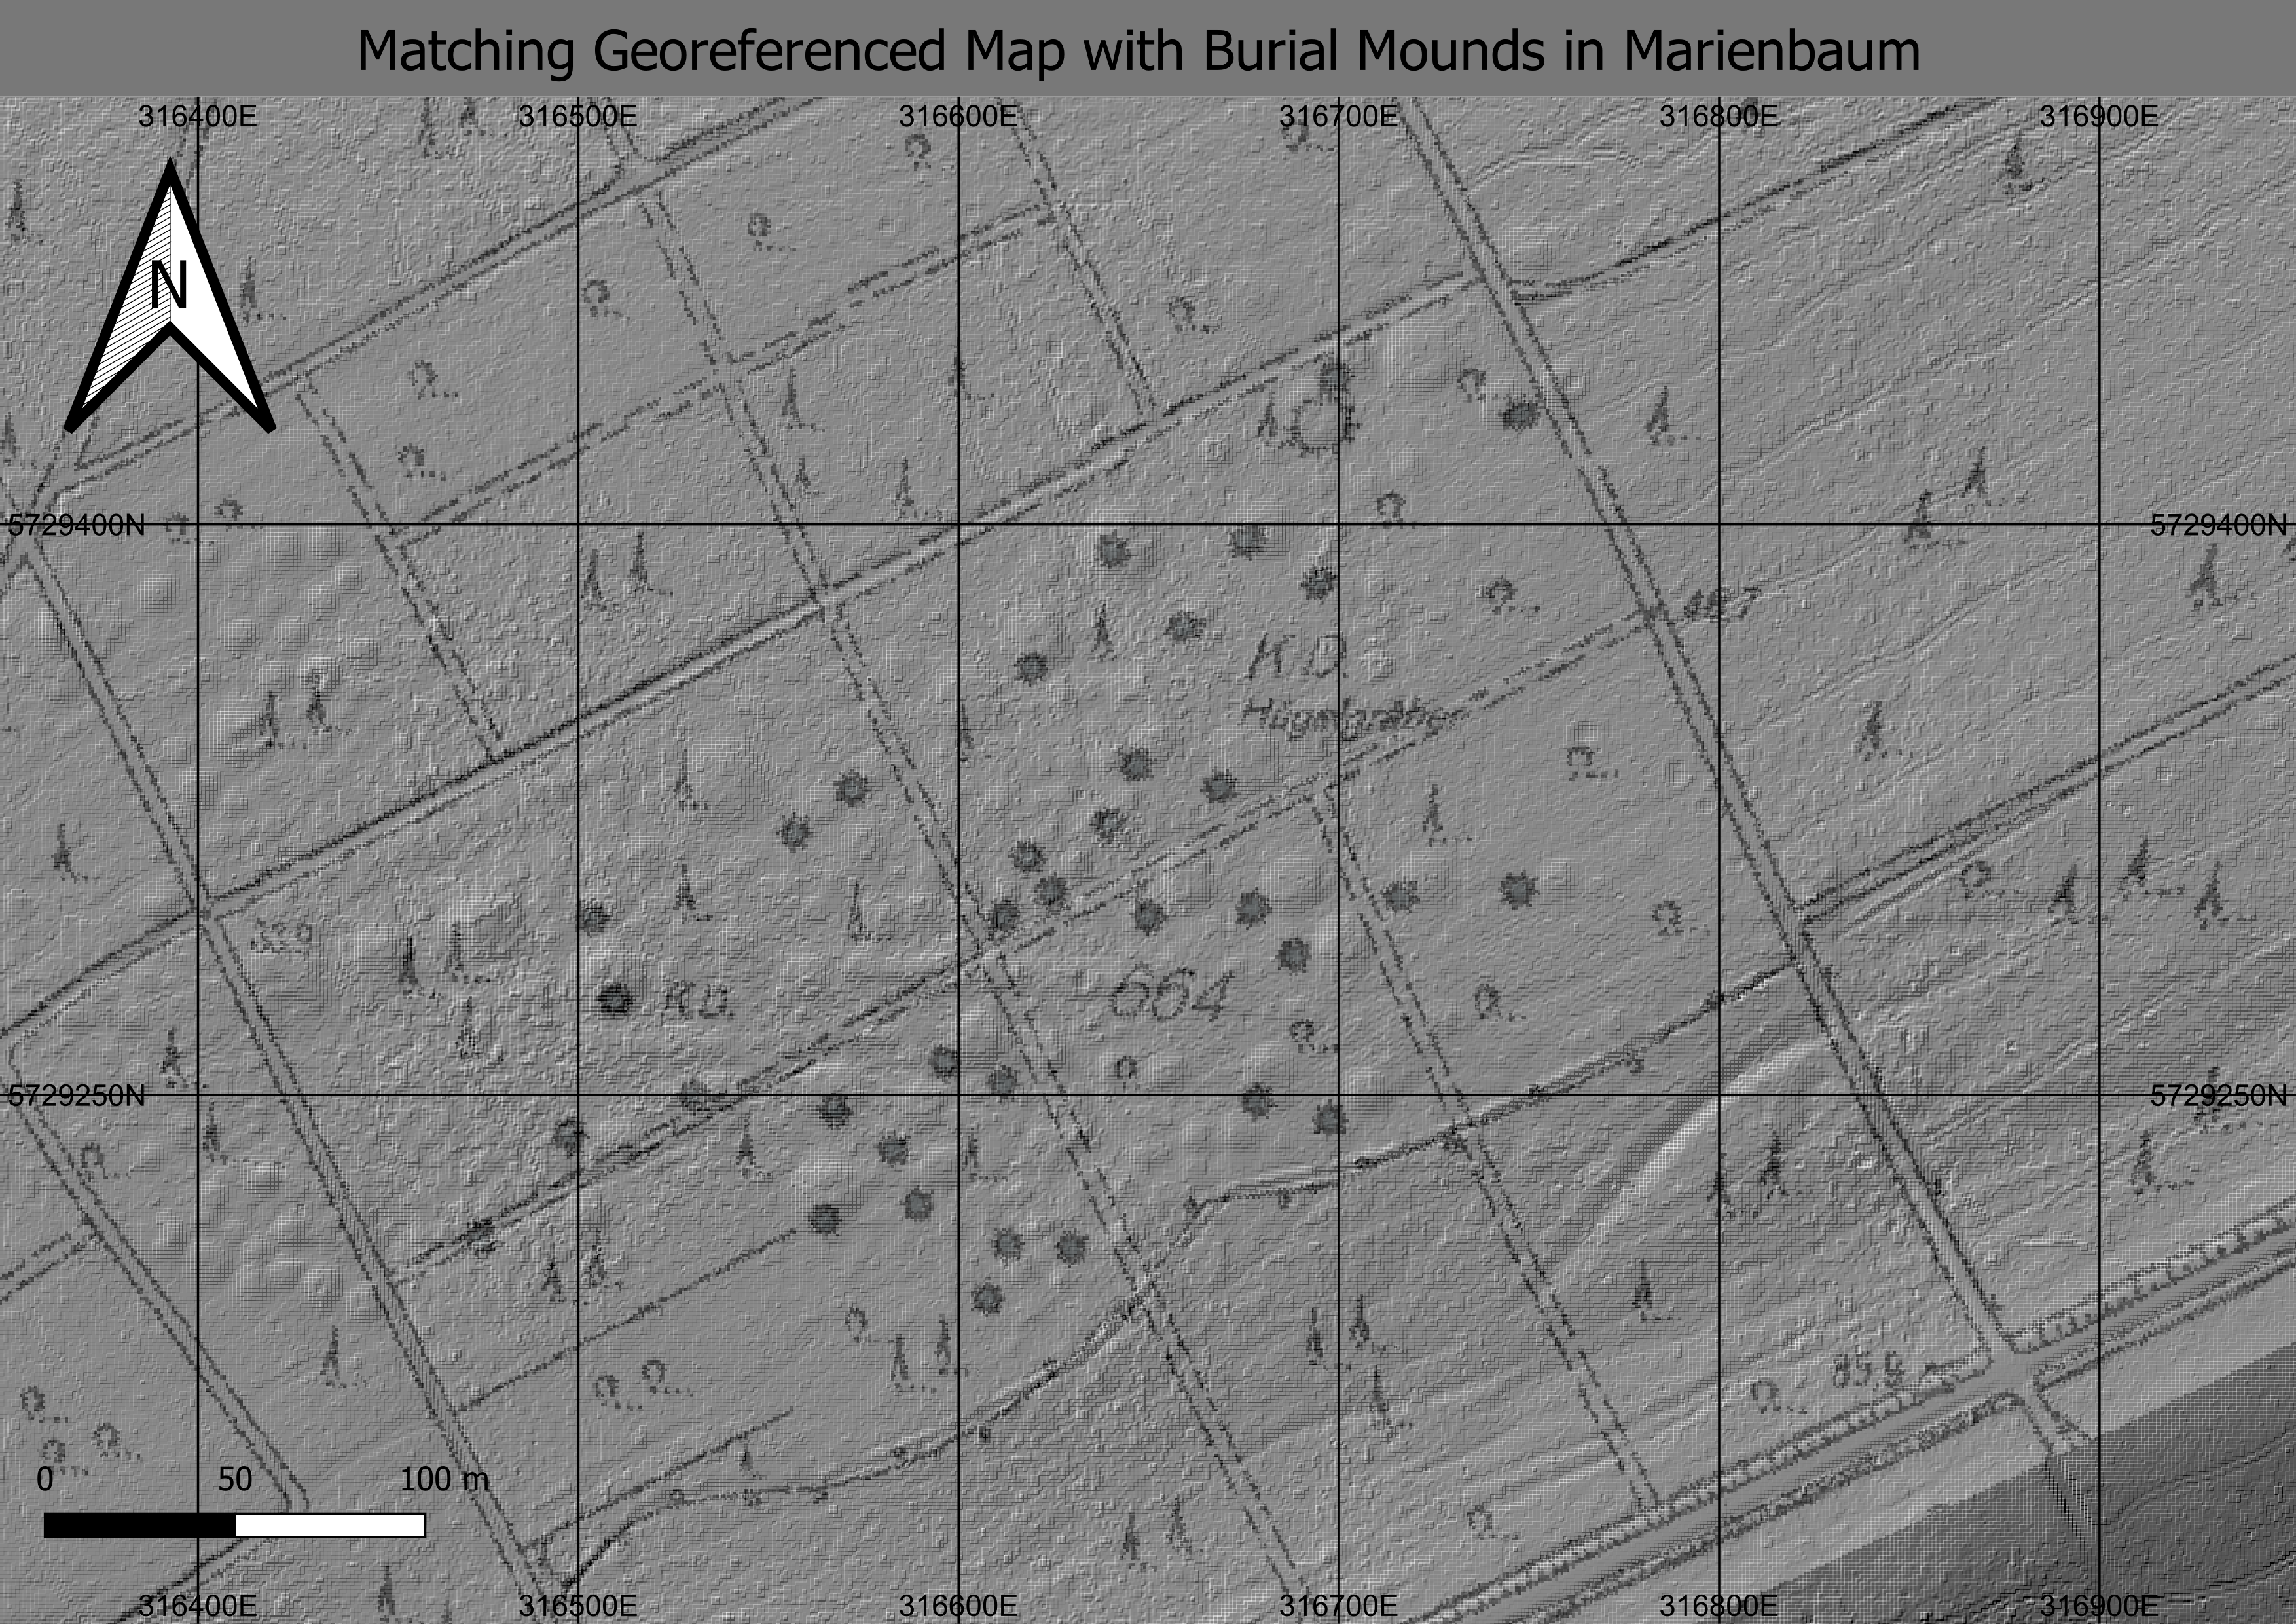 Matching Georeferenced Map with Burial Mounds in Marienbaum
316400E 316500E 316600E 316700E 316800E 316900E
N
5729400N 5729400N
K.D.
Hügelgräber
K.D.
664
5729250N 5729250N
0 50 100 m
316400E 316500E 316600E 316700E 316800E 316900E